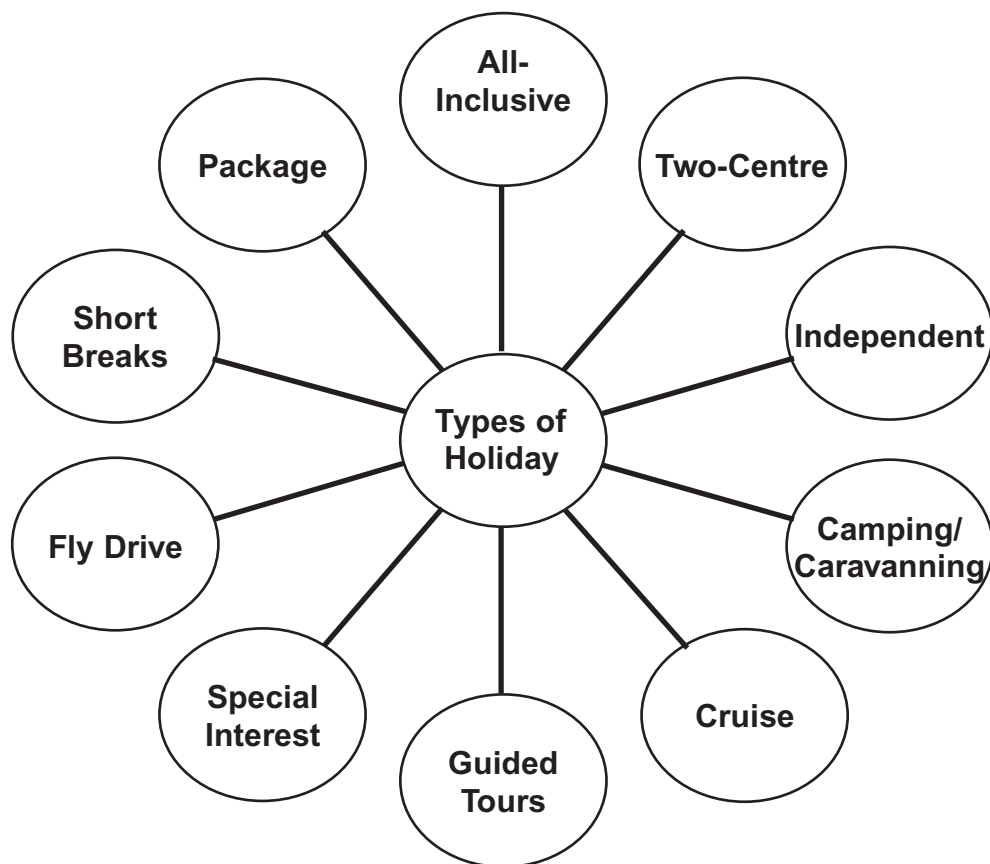 All-
Inclusive
Package
Two-Centre
Short
Breaks
Independent
Types of
Holiday
Fly Drive
Camping/
Caravanning
Special
Interest
Cruise
Guided
Tours